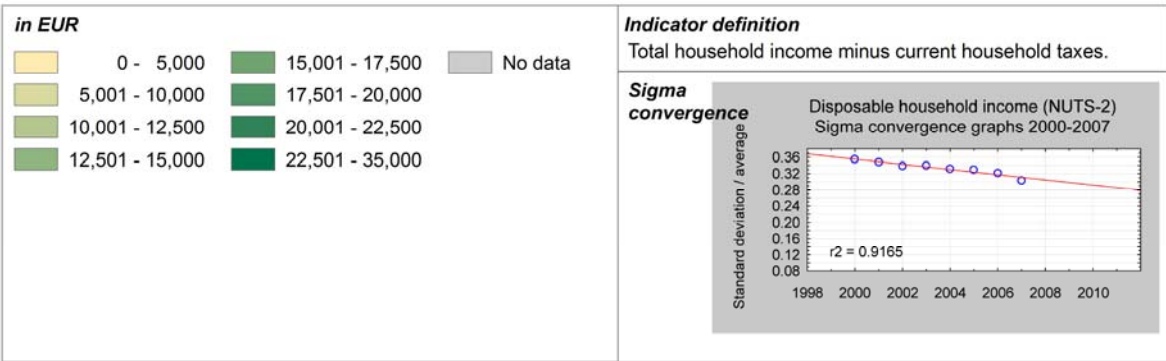 in EUR
0 - 5,000
5,001 - 10,000
10,001 - 12,500
12,501 - 15,000
15,001 - 17,500
17,501 - 20,000
20,001 - 22,500
22,501 - 35,000
No data
Indicator definition
Total household income minus current household taxes.
Sigma
convergence
Disposable household income (NUTS-2)
Sigma convergence graphs 2000-2007
Standard deviation / average
0.36
0.32
0.28
0.24
0.20
0.16
0.12
0.08
r2 = 0.9165
1998 2000 2002 2004 2006 2008 2010